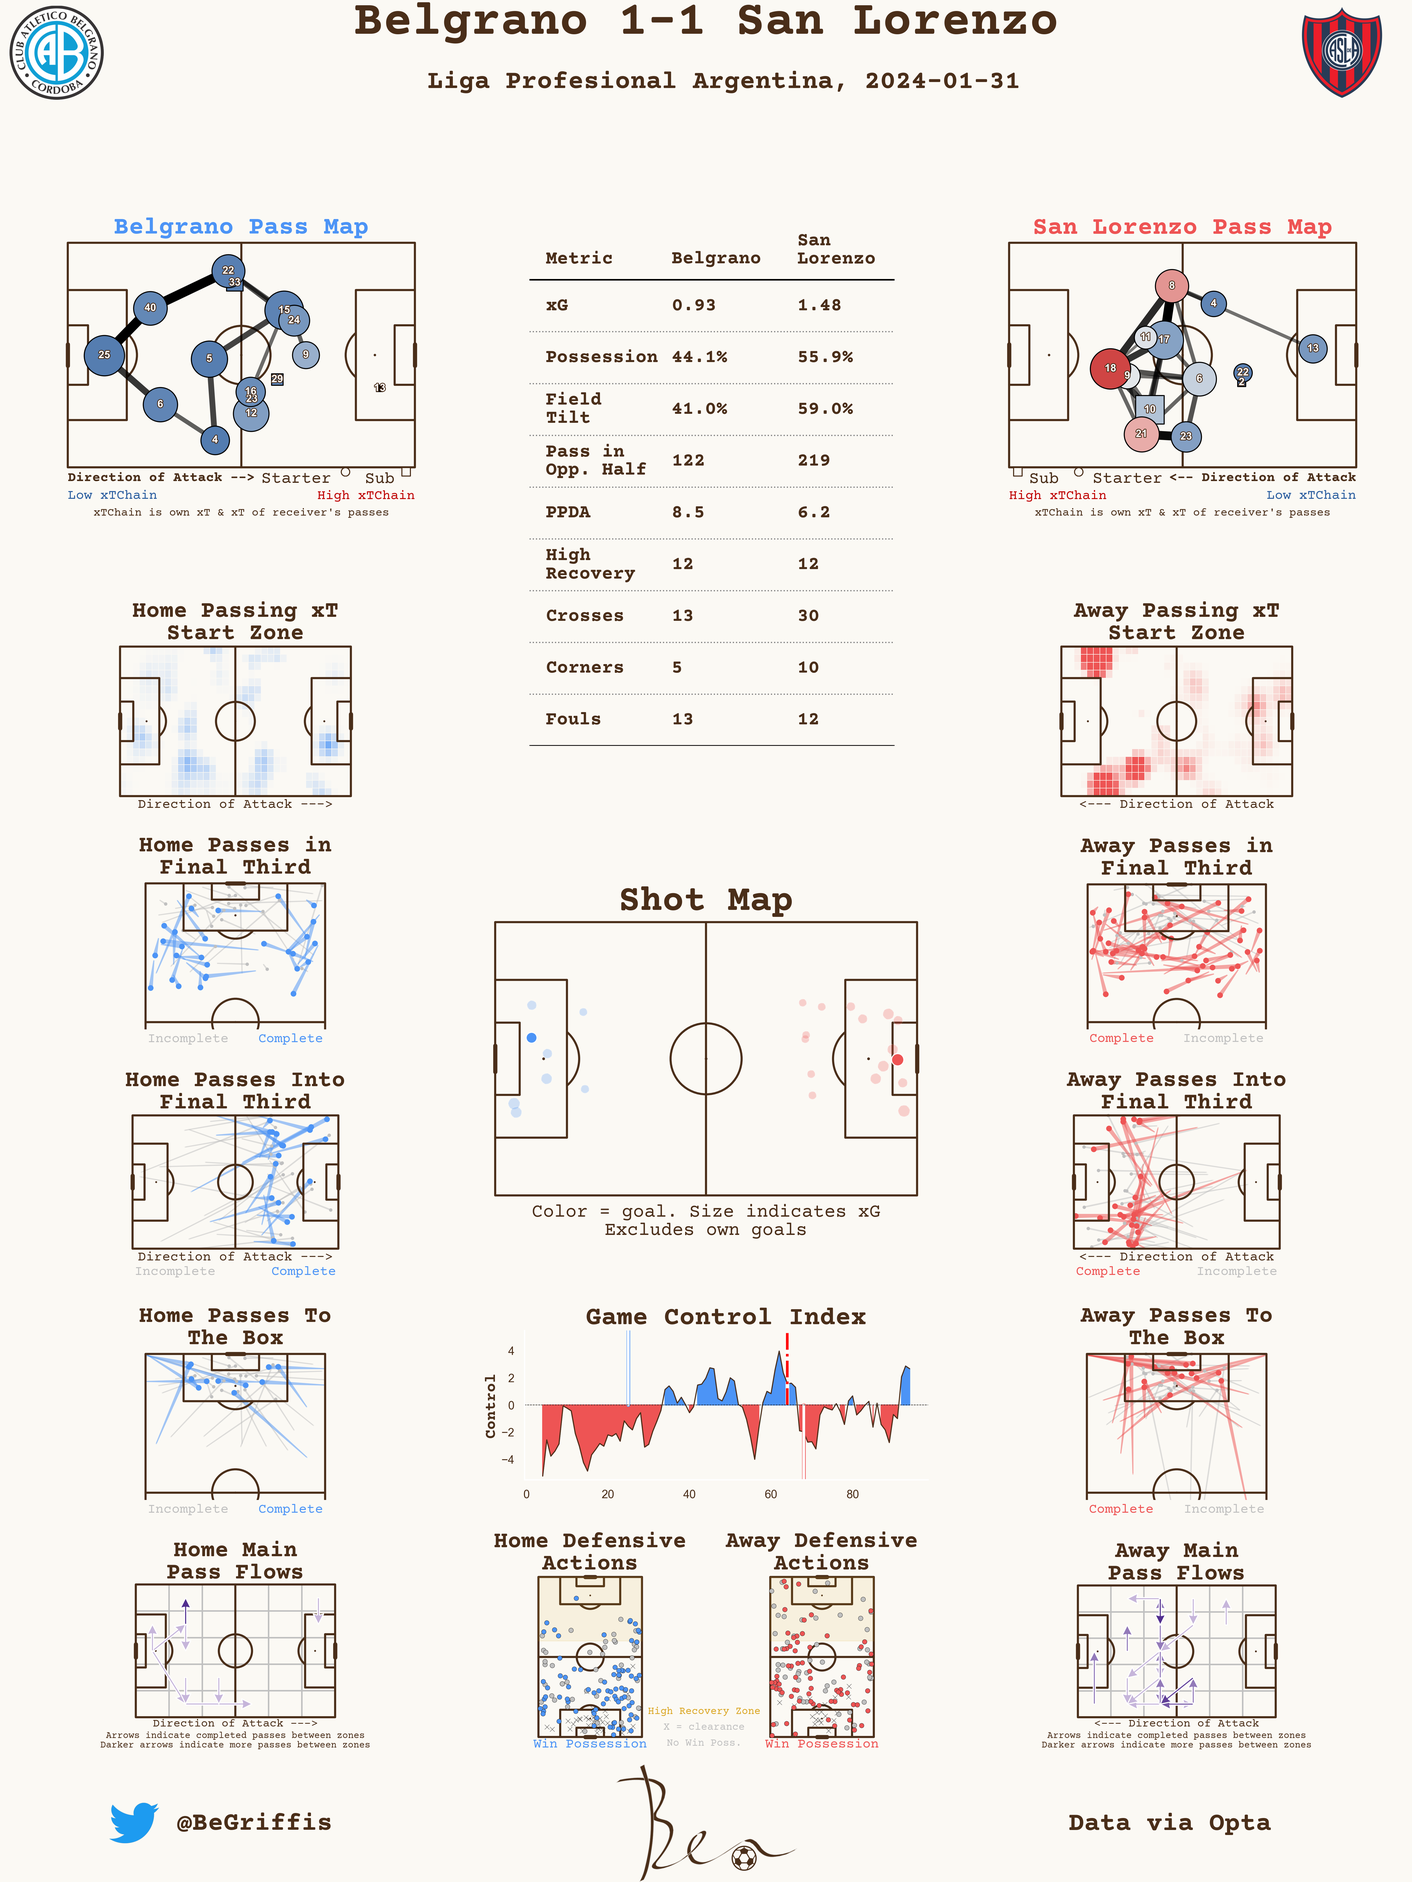 Belgrano 1-1 San Lorenzo
Liga Profesional Argentina, 2024-01-31
CLUB ATLETICO BELGRANO
CAB
CORDOBA
CASLA
Belgrano Pass Map
22
33
40
15
24
25
5
9
29
13
16
23
12
6
4
Direction of Attack --> Starter Sub
Low xTChain High xTChain
xTChain is own xT & xT of receiver's passes
Metric Belgrano San Lorenzo
xG 0.93 1.48
Possession 44.1% 55.9%
Field Tilt 41.0% 59.0%
Pass in Opp. Half 122 219
PPDA 8.5 6.2
High Recovery 12 12
Crosses 13 30
Corners 5 10
Fouls 13 12
San Lorenzo Pass Map
8
4
11
17
13
18
9
6
22
2
10
21
23
Sub Starter <-- Direction of Attack
High xTChain Low xTChain
xTChain is own xT & xT of receiver's passes
Home Passing xT
Start Zone
Direction of Attack --->
Away Passing xT
Start Zone
<--- Direction of Attack
Home Passes in
Final Third
Incomplete Complete
Away Passes in
Final Third
Complete Incomplete
Shot Map
Color = goal. Size indicates xG
Excludes own goals
Home Passes Into
Final Third
Direction of Attack --->
Incomplete Complete
Away Passes Into
Final Third
<--- Direction of Attack
Complete Incomplete
Home Passes To
The Box
Incomplete Complete
Game Control Index
Control
4
2
0
−2
−4
0 20 40 60 80
Away Passes To
The Box
Complete Incomplete
Home Main
Pass Flows
Direction of Attack --->
Arrows indicate completed passes between zones
Darker arrows indicate more passes between zones
Home Defensive
Actions
Win Possession
Away Defensive
Actions
Win Possession
High Recovery Zone
X = clearance
No Win Poss.
Away Main
Pass Flows
<--- Direction of Attack
Arrows indicate completed passes between zones
Darker arrows indicate more passes between zones
@BeGriffis
Ben
Data via Opta